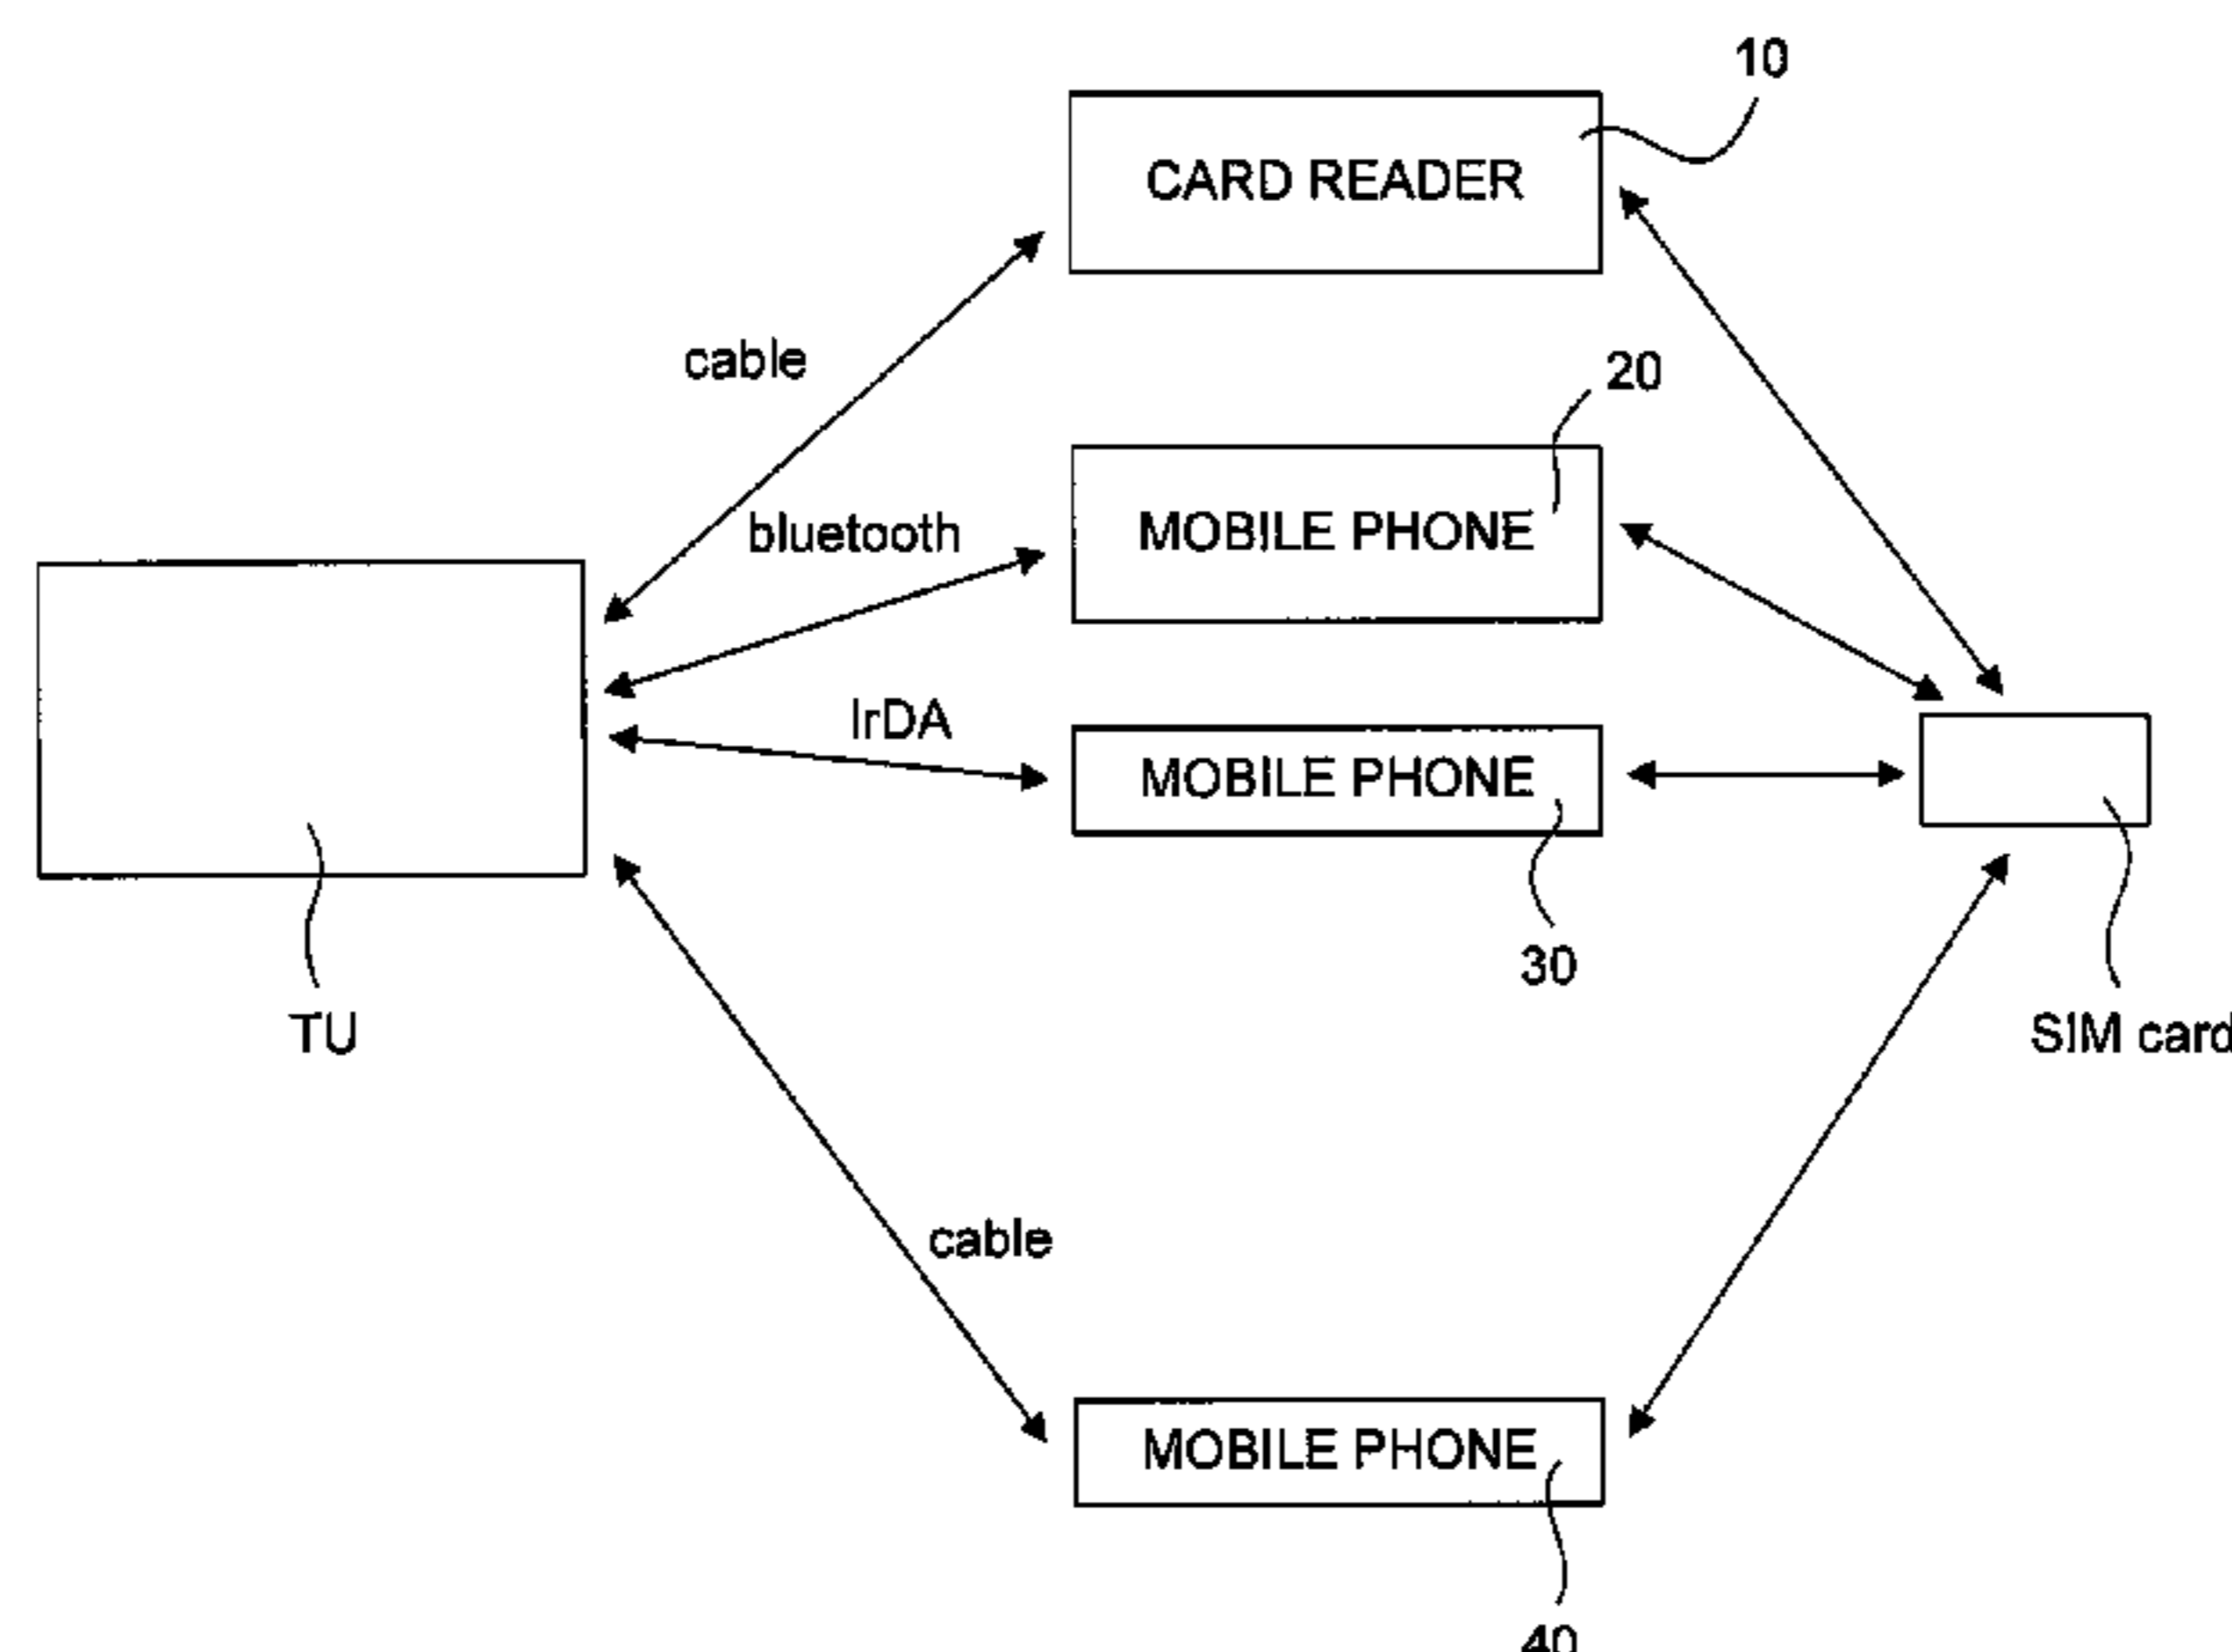 10
CARD READER
cable
20
bluetooth
MOBILE PHONE
IrDA
MOBILE PHONE
30
TU
SIM card
cable
MOBILE PHONE
40